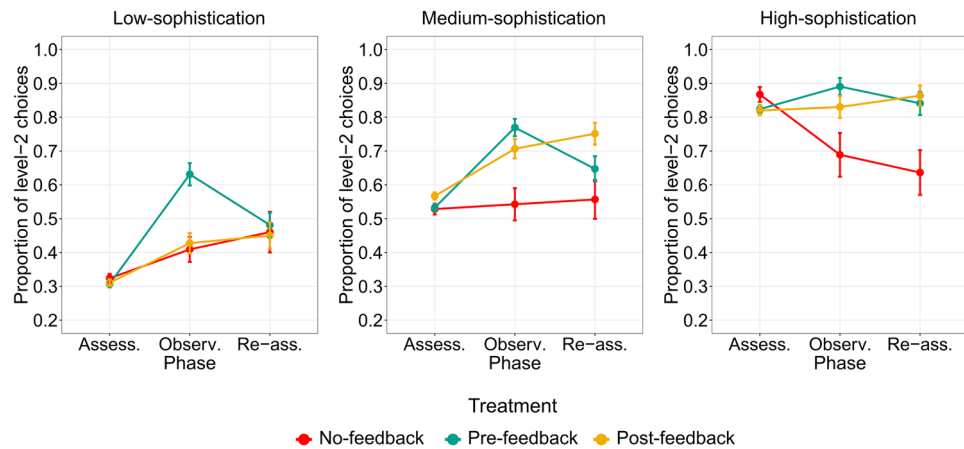 Low-sophistication
Medium-sophistication
High-sophistication
Proportion of level-2 choices
1.0
0.9
0.8
0.7
0.6
0.5
0.4
0.3
0.2
Assess. Observ. Re-ass.
Phase
Proportion of level-2 choices
1.0
0.9
0.8
0.7
0.6
0.5
0.4
0.3
0.2
Assess. Observ. Re-ass.
Phase
Proportion of level-2 choices
1.0
0.9
0.8
0.7
0.6
0.5
0.4
0.3
0.2
Assess. Observ. Re-ass.
Phase
Treatment
No-feedback Pre-feedback Post-feedback